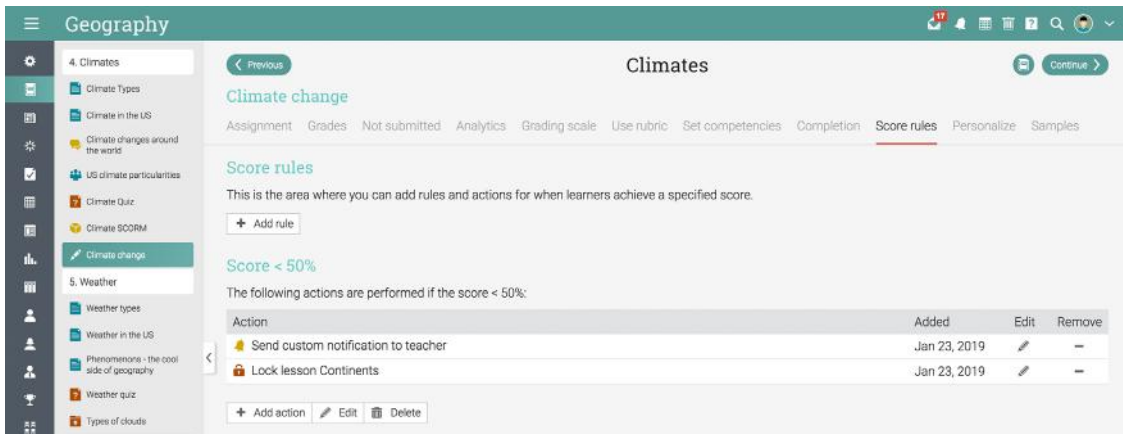 Geography
17
4. Climates
Climate Types
Climate in the US
Climate changes around
the world
US climate particularities
Climate Quiz
Climate SCORM
Climate change
5. Weather
Weather types
Weather in the US
Phenomenons - the cool
side of geography
Weather quiz
Types of clouds
Previous
Climates
Continue
Climate change
Assignment Grades Not submitted Analytics Grading scale Use rubric Set competencies Completion Score rules Personalize Samples
Score rules
This is the area where you can add rules and actions for when learners achieve a specified score.
+ Add rule
Score < 50%
The following actions are performed if the score < 50%:
Action Added Edit Remove
Send custom notification to teacher Jan 23, 2019
Lock lesson Continents Jan 23, 2019
+ Add action Edit Delete